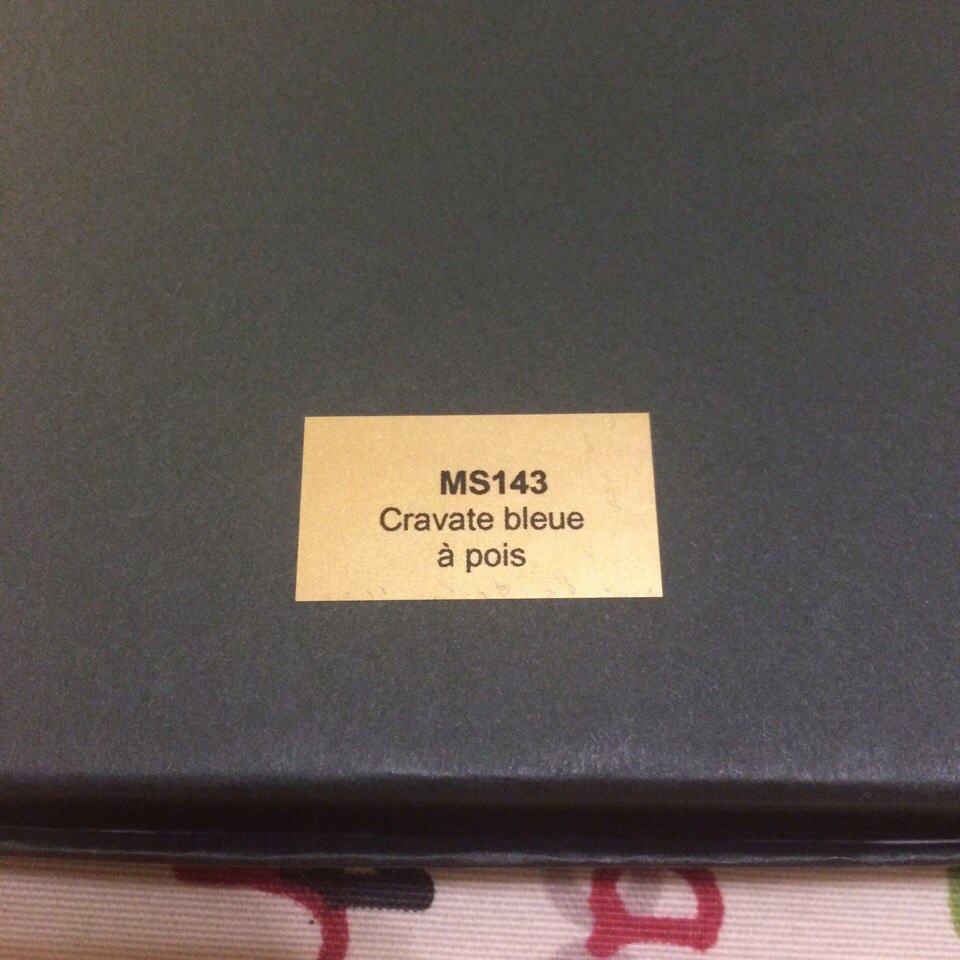 MS143
Cravate bleue
à pois